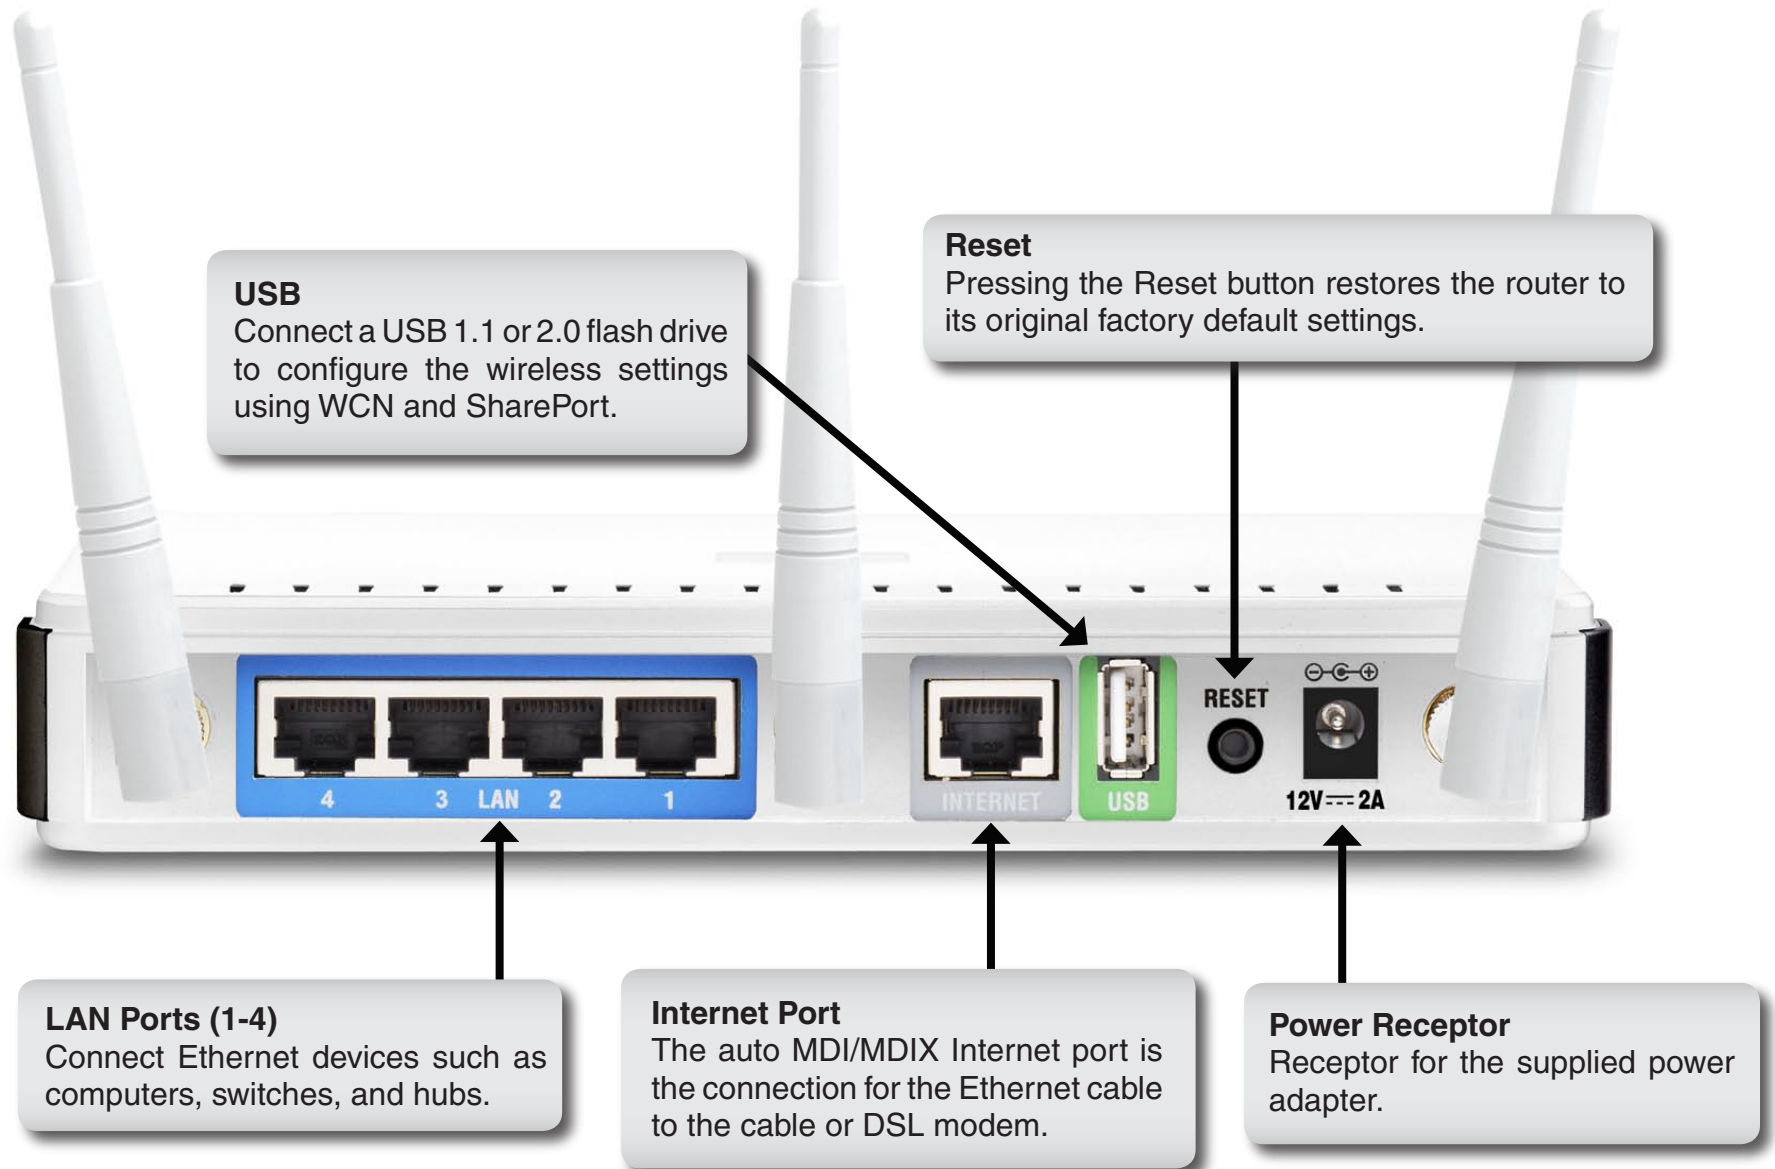 Reset
Pressing the Reset button restores the router to
its original factory default settings.
USB
Connect a USB 1.1 or 2.0 flash drive
to configure the wireless settings
using WCN and SharePort.
RESET
4 3 LAN 2 1
INTERNET
USB
12V 2A
LAN Ports (1-4)
Connect Ethernet devices such as
computers, switches, and hubs.
Internet Port
The auto MDI/MDIX Internet port is
the connection for the Ethernet cable
to the cable or DSL modem.
Power Receptor
Receptor for the supplied power
adapter.